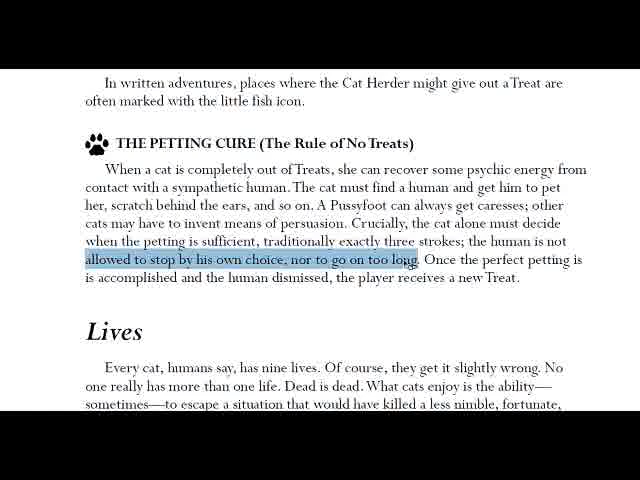 In written adventures, places where the Cat Herder might give out a Treat are
often marked with the little fish icon.
THE PETTING CURE (The Rule of No Treats)
When a cat is completely out of Treats, she can recover some psychic energy from
contact with a sympathetic human. The cat must find a human and get him to pet
her, scratch behind the ears, and so on. A Pussyfoot can always get caresses; other
cats may have to invent means of persuasion. Crucially, the cat alone must decide
when the petting is sufficient, traditionally exactly three strokes; the human is not
allowed to stop by his own choice, nor to go on too long. Once the perfect petting is
is accomplished and the human dismissed, the player receives a new Treat.
Lives
Every cat, humans say, has nine lives. Of course, they get it slightly wrong. No
one really has more than one life. Dead is dead. What cats enjoy is the ability—
sometimes—to escape a situation that would have killed a less nimble, fortunate,